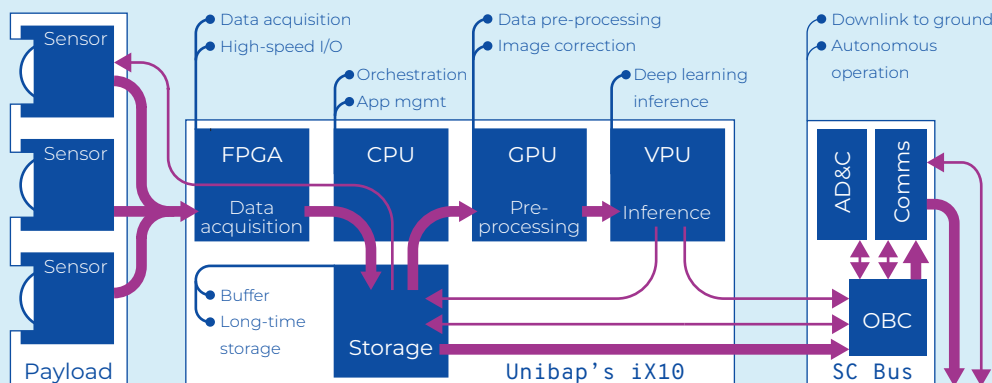 Data acquisition
High-speed I/O
Data pre-processing
Image correction
Downlink to ground
Autonomous
operation
Orchestration
App mgmt
Deep learning
inference
Sensor
Sensor
Sensor
Payload
FPGA
Data
acquisition
CPU
GPU
Pre-
processing
VPU
Inference
Buffer
Long-time
storage
Storage
Unibap's iX10
AD&C
Comms
OBC
SC Bus